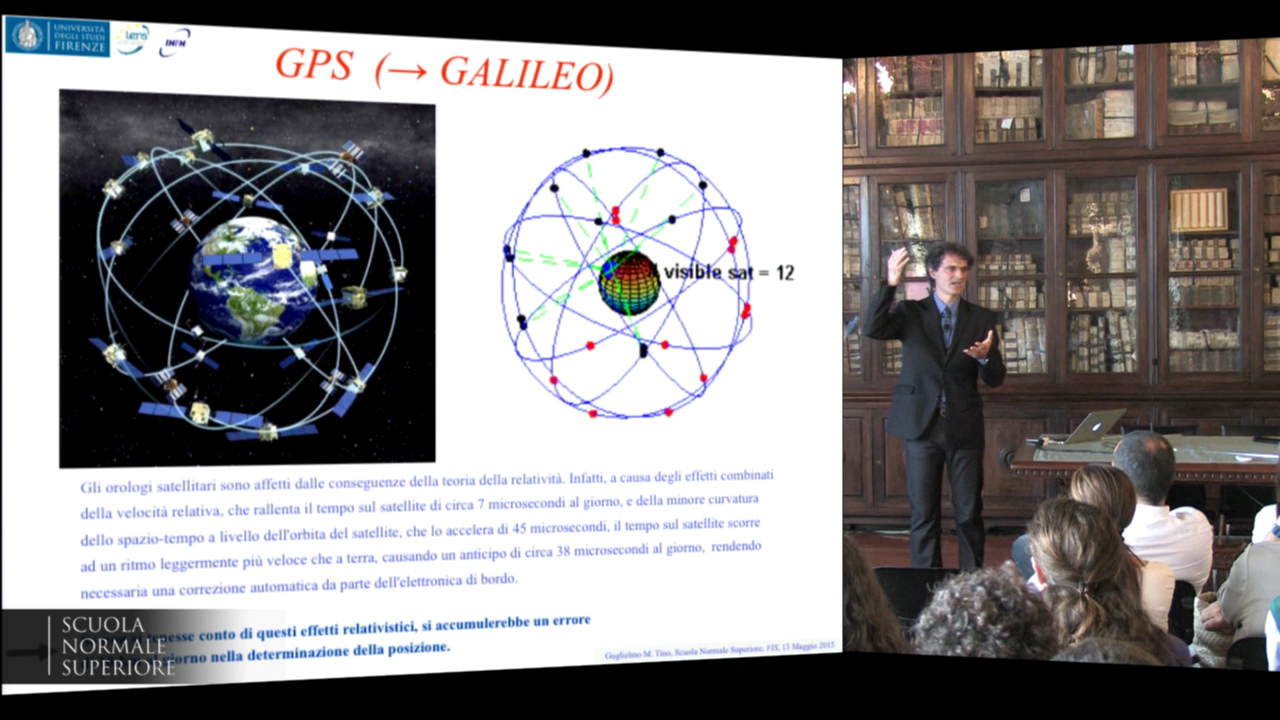 UNIVERSITÀ
DEGLI STUDI
FIRENZE
lens
INFN
GPS (→ GALILEO)
visible sat = 12
Gli orologi satellitari sono affetti dalle conseguenze della teoria della relatività. Infatti, a causa degli effetti combinati
della velocità relativa, che rallenta il tempo sul satellite di circa 7 microsecondi al giorno, e della minore curvatura
dello spazio-tempo a livello dell'orbita del satellite, che lo accelera di 45 microsecondi, il tempo sul satellite scorre
ad un ritmo leggermente più veloce che a terra, causando un anticipo di circa 38 microsecondi al giorno, rendendo
necessaria una correzione automatica da parte dell'elettronica di bordo.
conto di questi effetti relativistici, si accumulerebbe un errore
nella determinazione della posizione.
Guglielmo M. Tino, Scuola Normale Superiore, VIS, 13 Maggio 2015
SCUOLA
NORMALE
SUPERIORE